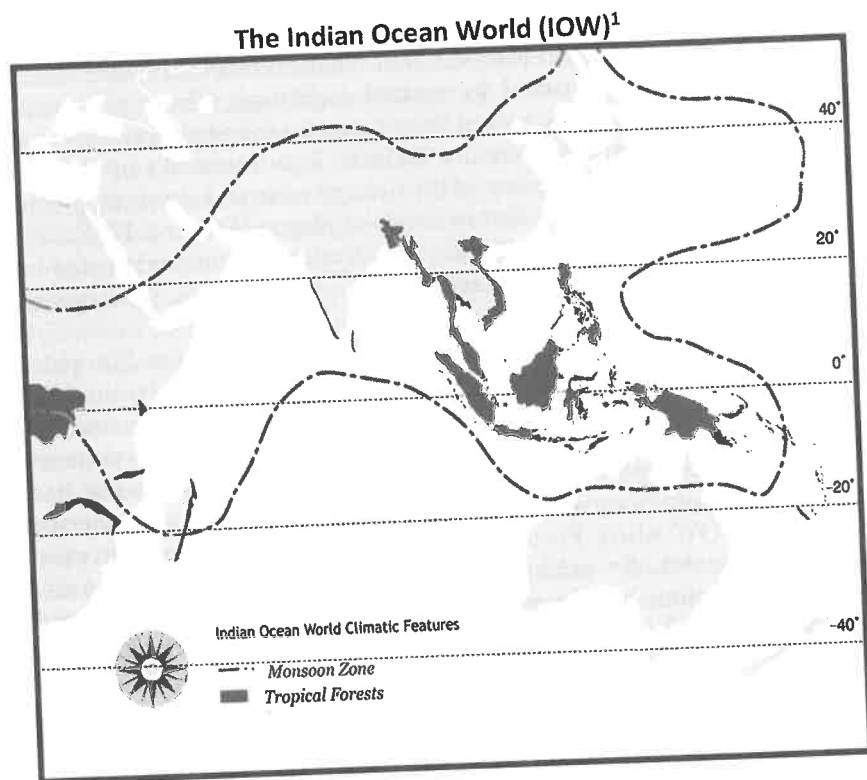 The Indian Ocean World (IOW)¹
40°
20°
0°
-20°
-40°
Indian Ocean World Climatic Features
Monsoon Zone
Tropical Forests